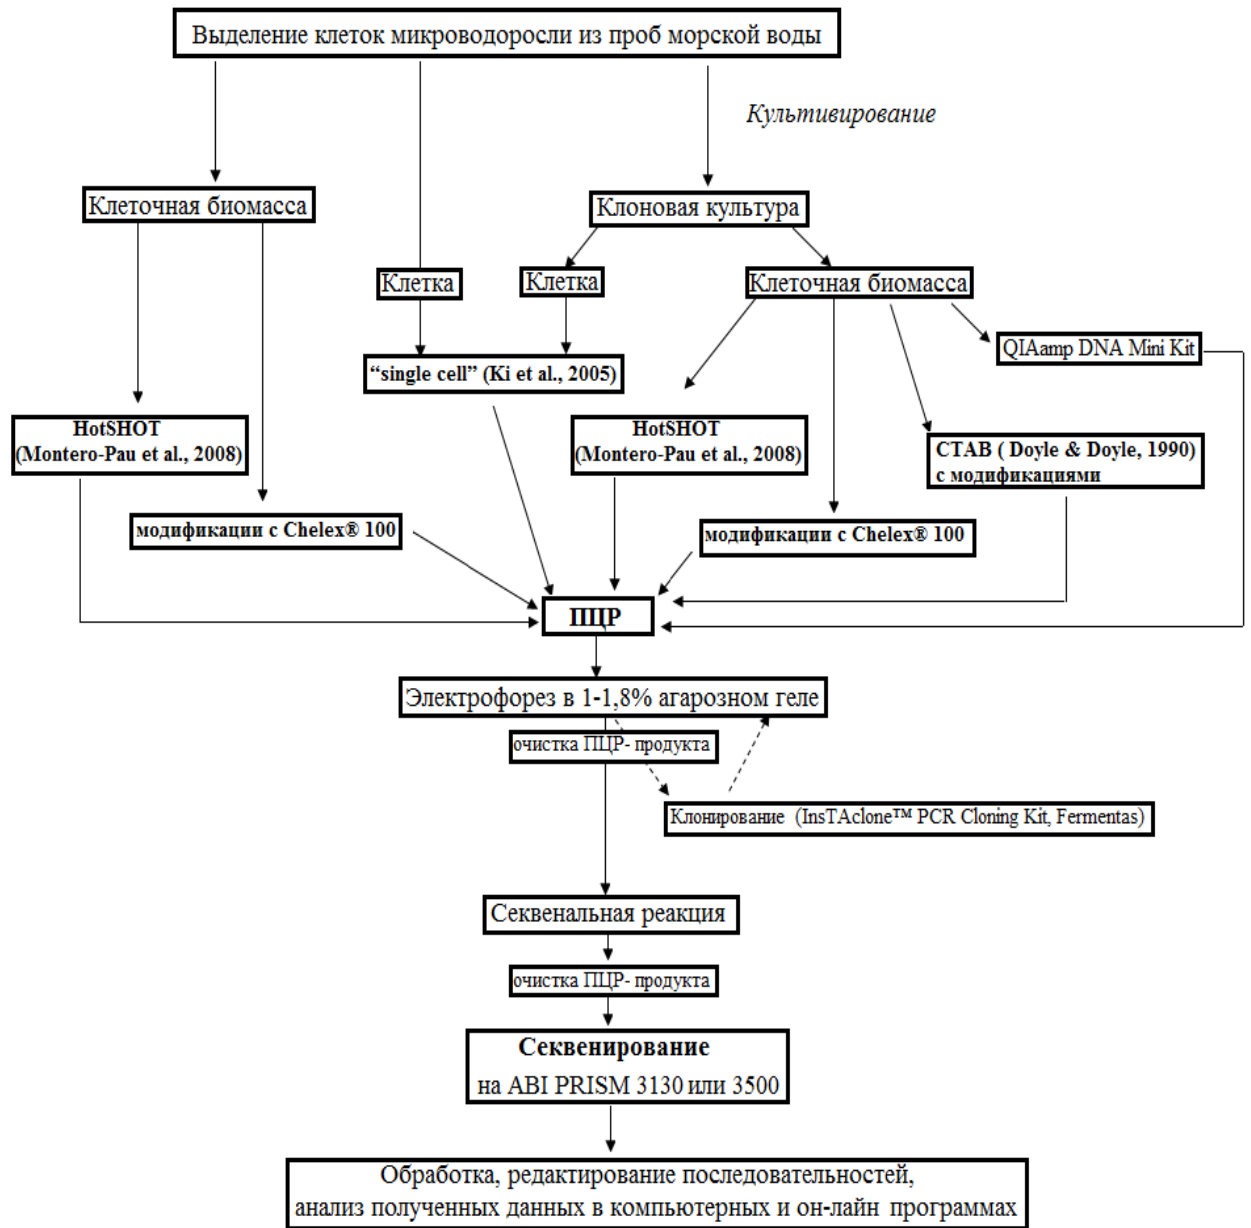 Выделение клеток микроводоросли из проб морской воды
Культивирование
Клеточная биомасса
Клоновая культура
Клетка
Клетка
Клеточная биомасса
QIAamp DNA Mini Kit
“single cell” (Ki et al., 2005)
HotSHOT
(Montero-Pau et al., 2008)
HotSHOT
(Montero-Pau et al., 2008)
CTAB ( Doyle & Doyle, 1990)
с модификациями
модификации с Chelex® 100
модификации с Chelex® 100
ПЦР
Электрофорез в 1-1,8% агарозном геле
очистка ПЦР- продукта
Клонирование (InsTAclone™ PCR Cloning Kit, Fermentas)
Секвенальная реакция
очистка ПЦР- продукта
Секвенирование
на ABI PRISM 3130 или 3500
Обработка, редактирование последовательностей,
анализ полученных данных в компьютерных и он-лайн программах